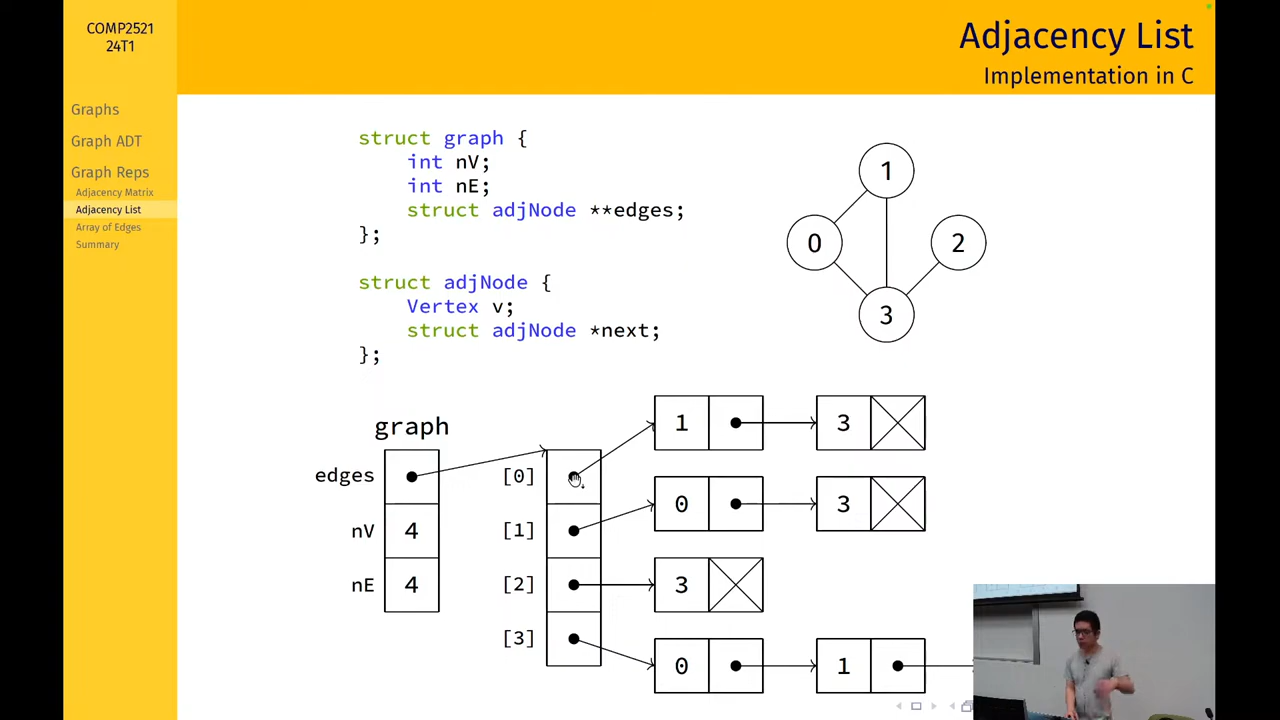 COMP2521
24T1
Graphs
Graph ADT
Graph Reps
Adjacency Matrix
Adjacency List
Array of Edges
Summary
Adjacency List
Implementation in C
struct graph {
int nV;
int nE;
struct adjNode **edges;
};
struct adjNode {
Vertex v;
struct adjNode *next;
};
1
0
2
3
graph
edges
nV 4
nE 4
[0] 1 3
[1] 0 3
[2] 3
[3] 0 1